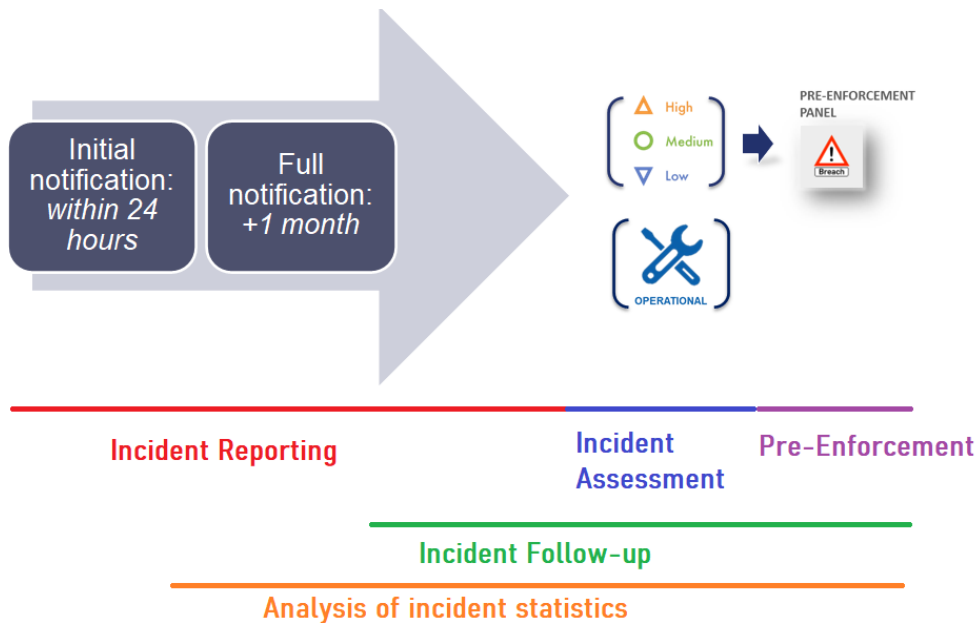 Initial
notification:
within 24
hours
Full
notification:
+1 month
High
Medium
Low
OPERATIONAL
PRE-ENFORCEMENT
PANEL
!
Breach
Incident Reporting
Incident
Assessment
Pre-Enforcement
Incident Follow-up
Analysis of incident statistics